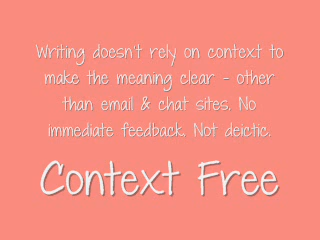 Writing doesn't rely on context to
make the meaning clear - other
than email & chat sites. No
immediate feedback. Not deictic.
Context Free